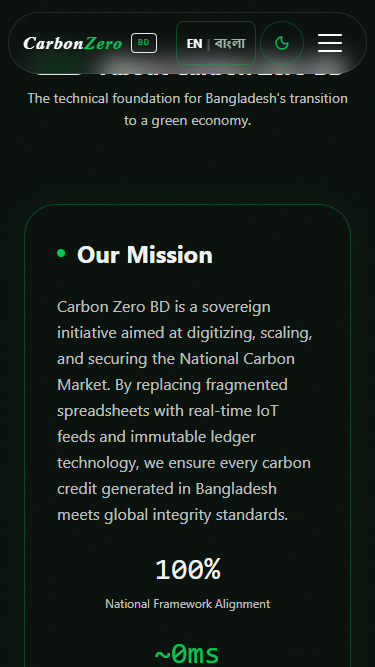 CarbonZero BD EN | বাংলা
The technical foundation for Bangladesh's transition
to a green economy.
Our Mission
Carbon Zero BD is a sovereign
initiative aimed at digitizing, scaling,
and securing the National Carbon
Market. By replacing fragmented
spreadsheets with real-time IoT
feeds and immutable ledger
technology, we ensure every carbon
credit generated in Bangladesh
meets global integrity standards.
100%
National Framework Alignment
~0ms